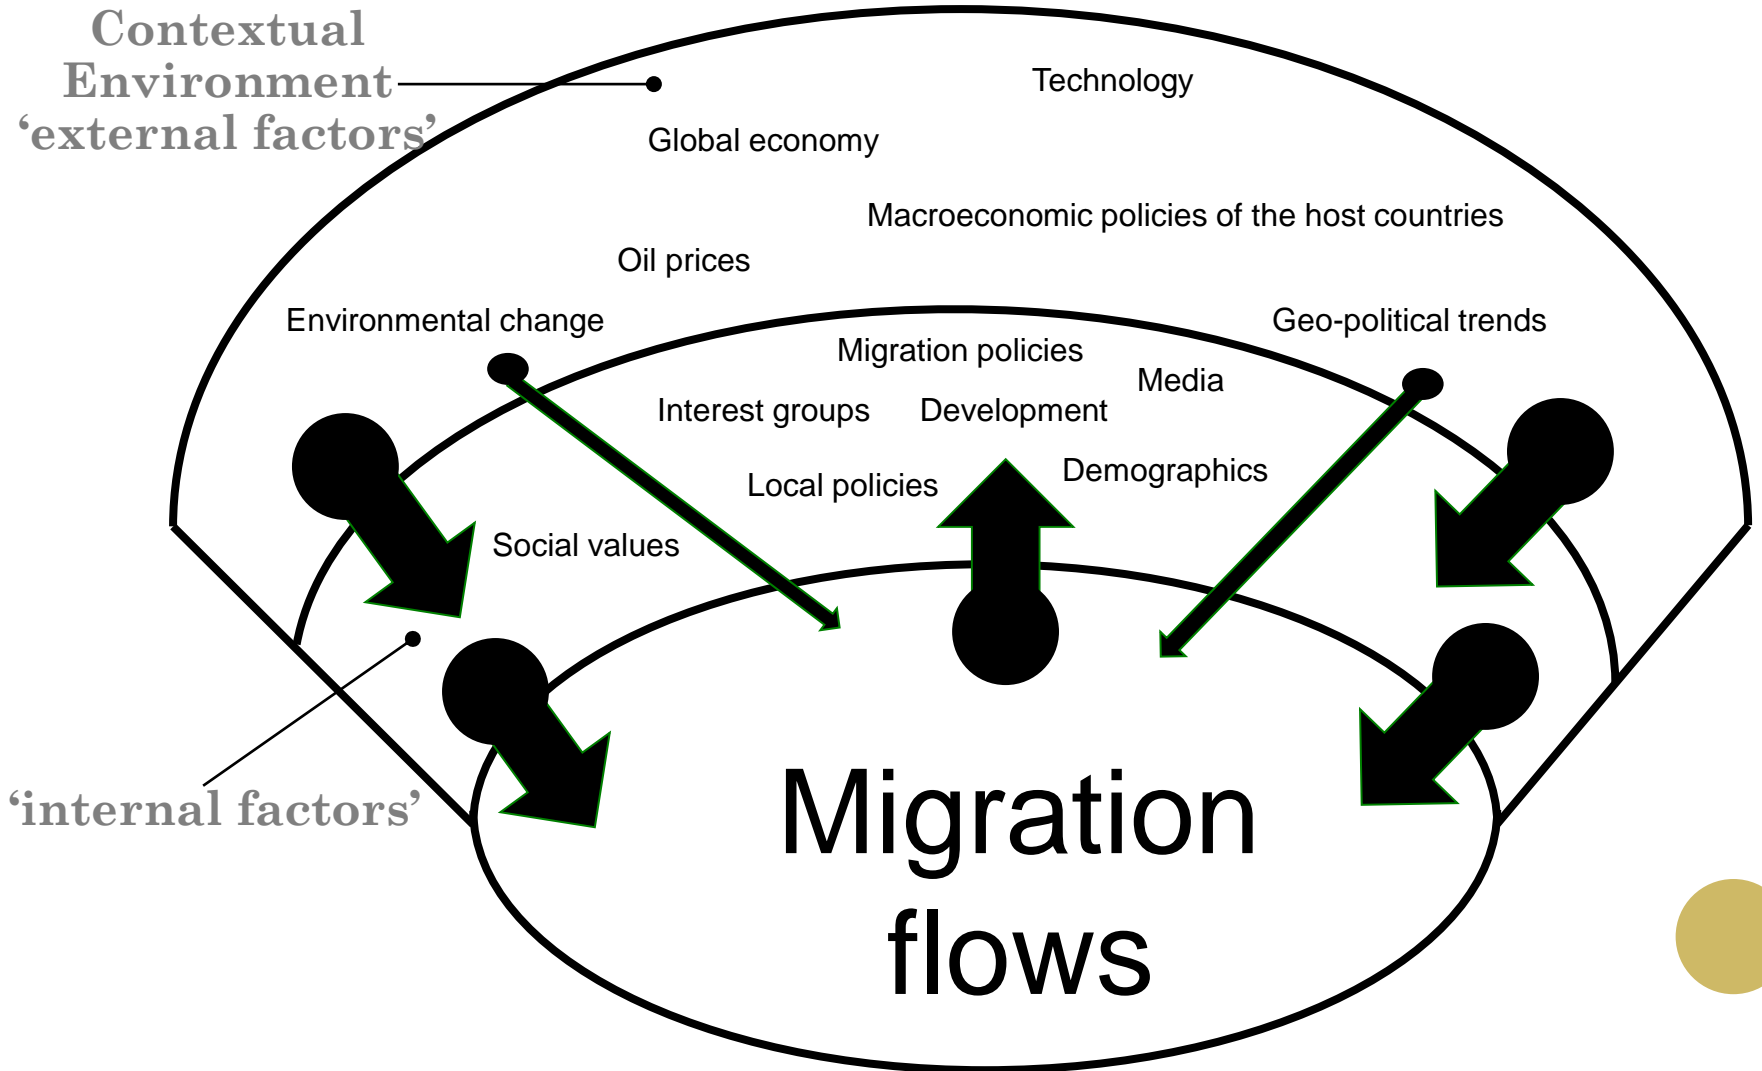 Contextual
Environment
‘external factors’
Technology
Global economy
Macroeconomic policies of the host countries
Oil prices
Environmental change
Geo-political trends
Migration policies
Media
Interest groups
Development
Demographics
Local policies
Social values
‘internal factors’
Migration
flows